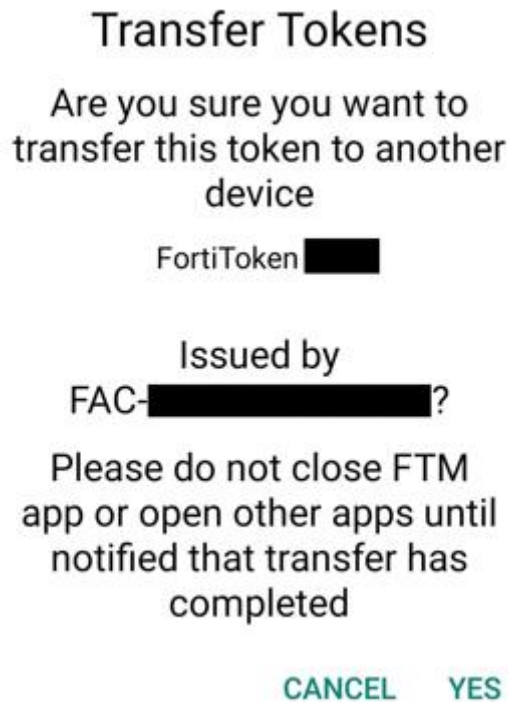 Transfer Tokens
Are you sure you want to
transfer this token to another
device
FortiToken
Issued by
FAC-?
Please do not close FTM
app or open other apps until
notified that transfer has
completed
CANCEL YES